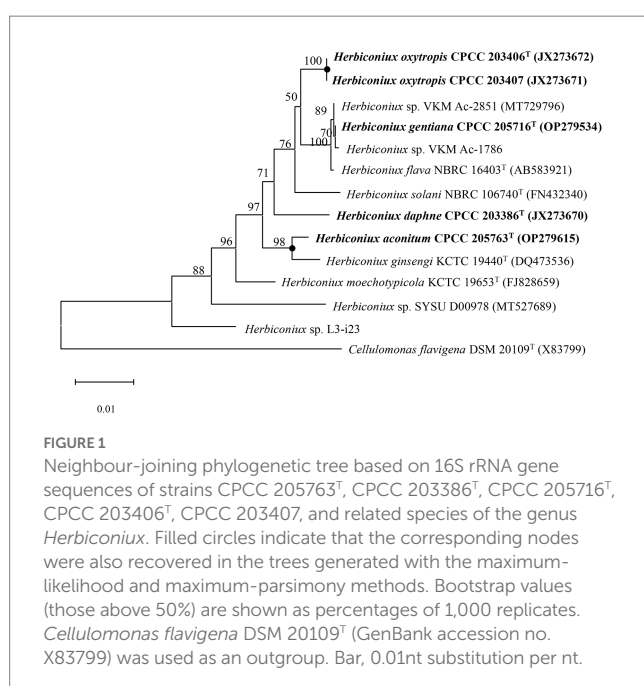 100
Herbiconiux oxytropis CPCC 203406ᵀ (JX273672)
Herbiconiux oxytropis CPCC 203407 (JX273671)
50
89
Herbiconiux sp. VKM Ac-2851 (MT729796)
70
Herbiconiux gentiana CPCC 205716ᵀ (OP279534)
100
Herbiconiux sp. VKM Ac-1786
76
Herbiconiux flava NBRC 16403ᵀ (AB583921)
71
Herbiconiux solani NBRC 106740ᵀ (FN432340)
97
Herbiconiux daphne CPCC 203386ᵀ (JX273670)
96
98
Herbiconiux aconitum CPCC 205763ᵀ (OP279615)
Herbiconiux ginsengi KCTC 19440ᵀ (DQ473536)
88
Herbiconiux moechotypicola KCTC 19653ᵀ (FJ828659)
Herbiconiux sp. SYSU D00978 (MT527689)
Herbiconiux sp. L3-i23
Cellulomonas flavigena DSM 20109ᵀ (X83799)
0.01
FIGURE 1
Neighbour-joining phylogenetic tree based on 16S rRNA gene
sequences of strains CPCC 205763ᵀ, CPCC 203386ᵀ, CPCC 205716ᵀ,
CPCC 203406ᵀ, CPCC 203407, and related species of the genus
Herbiconiux. Filled circles indicate that the corresponding nodes
were also recovered in the trees generated with the maximum-
likelihood and maximum-parsimony methods. Bootstrap values
(those above 50%) are shown as percentages of 1,000 replicates.
Cellulomonas flavigena DSM 20109ᵀ (GenBank accession no.
X83799) was used as an outgroup. Bar, 0.01nt substitution per nt.